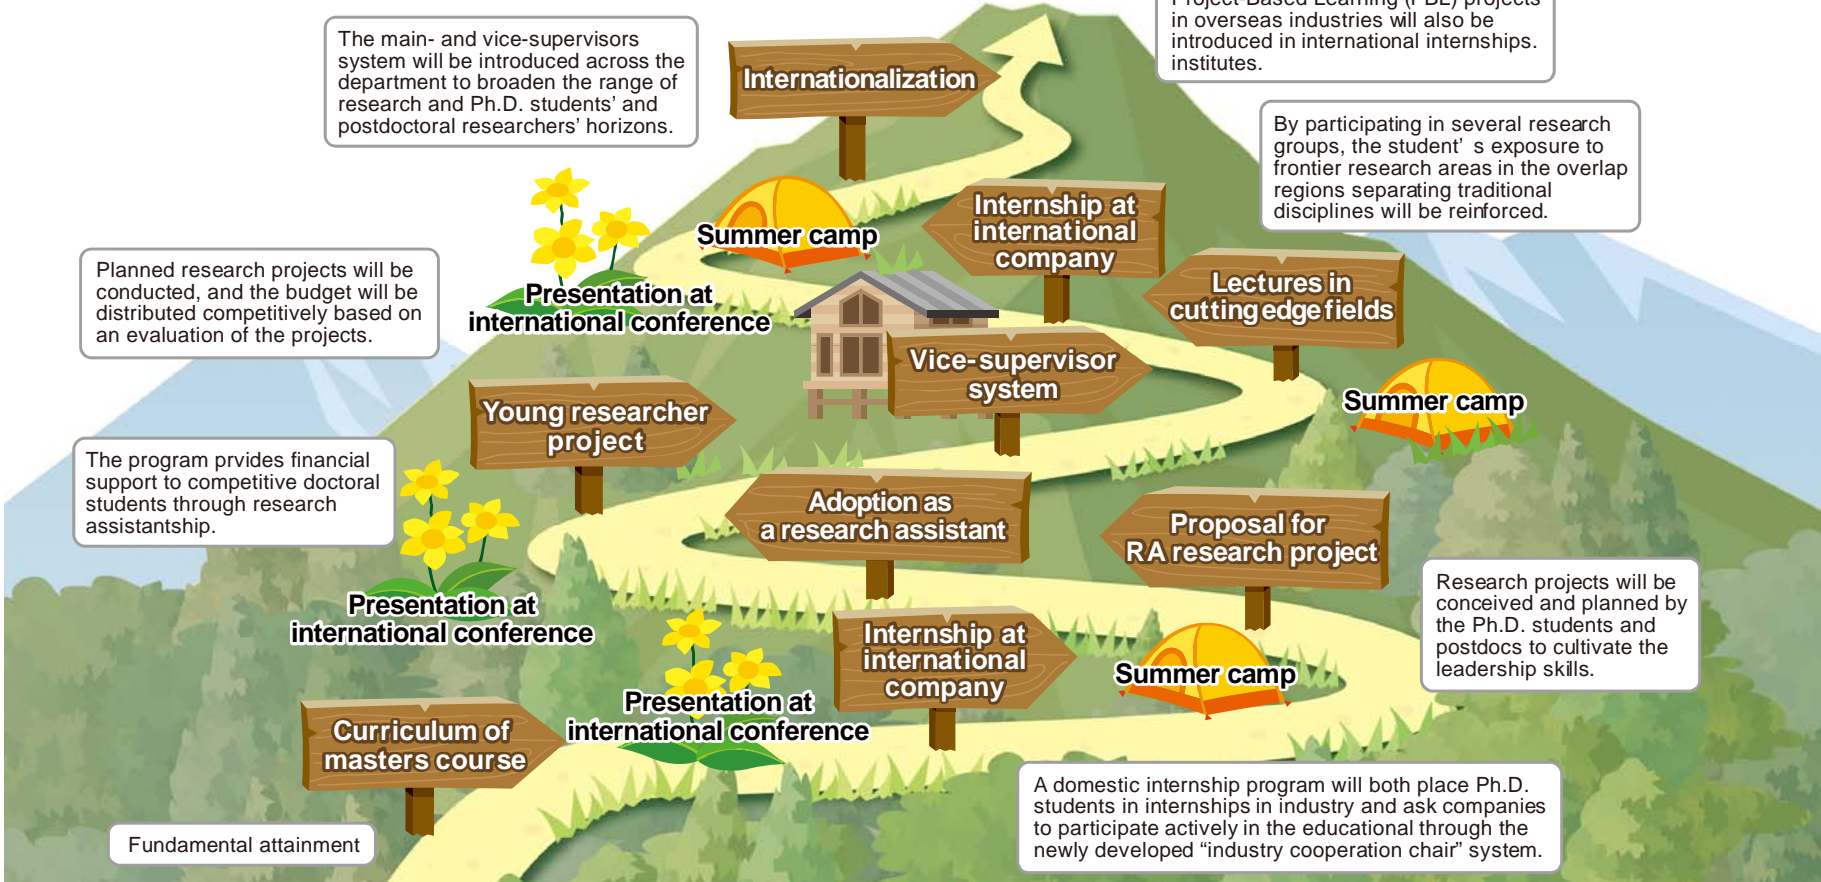 Project-Based Learning (PBL) projects
in overseas industries will also be
introduced in international internships.
institutes.
The main- and vice-supervisors
system will be introduced across the
department to broaden the range of
research and Ph.D. students’ and
postdoctoral researchers’ horizons.
Internationalization
By participating in several research
groups, the student’ s exposure to
frontier research areas in the overlap
regions separating traditional
disciplines will be reinforced.
Summer camp
Internship at
international
company
Planned research projects will be
conducted, and the budget will be
distributed competitively based on
an evaluation of the projects.
Presentation at
international conference
Lectures in
cutting edge fields
Vice-supervisor
system
Young researcher
project
Summer camp
The program prvides financial
support to competitive doctoral
students through research
assistantship.
Adoption as
a research assistant
Proposal for
RA research project
Research projects will be
conceived and planned by
the Ph.D. students and
postdocs to cultivate the
leadership skills.
Presentation at
international conference
Internship at
international
company
Summer camp
Presentation at
international conference
Curriculum of
masters course
A domestic internship program will both place Ph.D.
students in internships in industry and ask companies
to participate actively in the educational through the
newly developed “industry cooperation chair” system.
Fundamental attainment